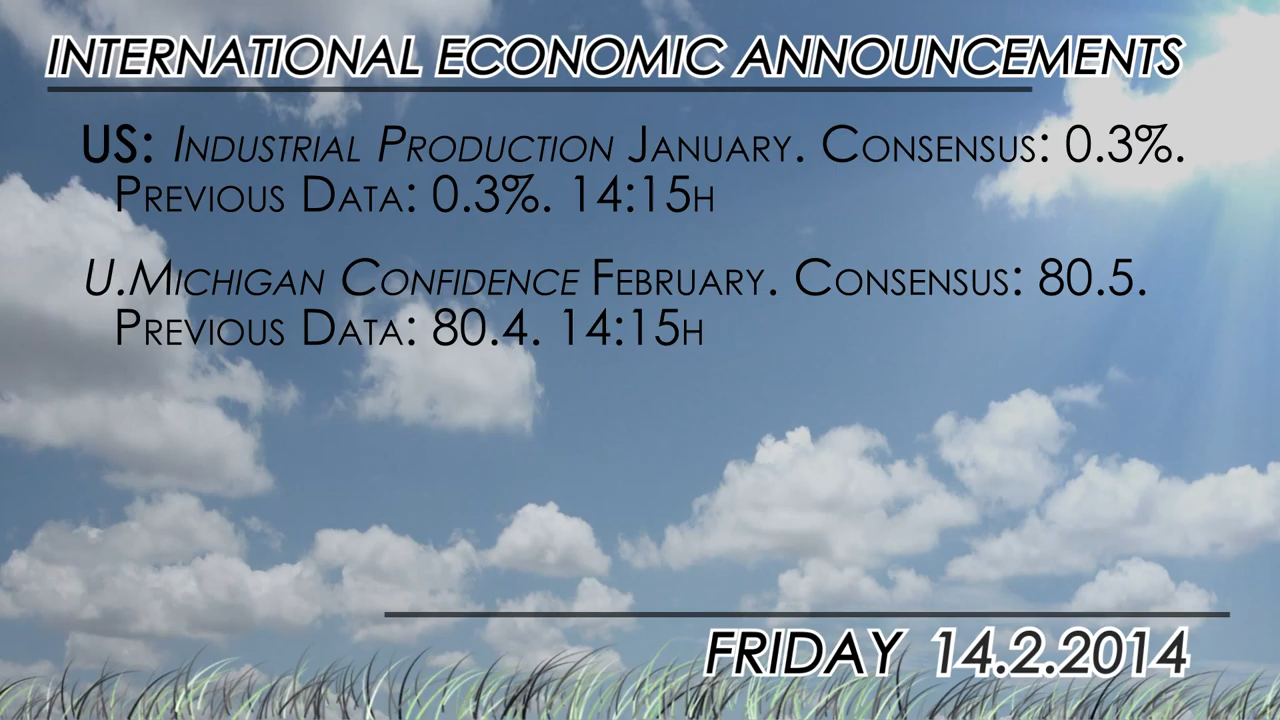 INTERNATIONAL ECONOMIC ANNOUNCEMENTS
US: INDUSTRIAL PRODUCTION JANUARY. CONSENSUS: 0.3%.
PREVIOUS DATA: 0.3%. 14:15H
U.MICHIGAN CONFIDENCE FEBRUARY. CONSENSUS: 80.5.
PREVIOUS DATA: 80.4. 14:15H
FRIDAY 14.2.2014